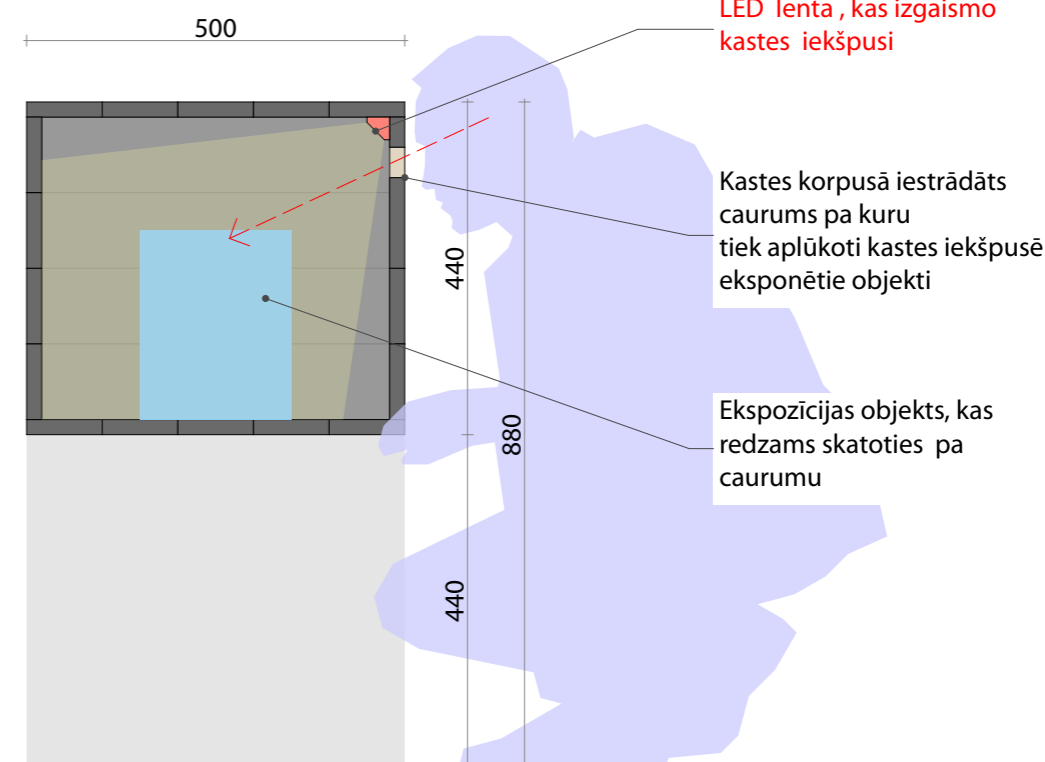 500
LED lenta , kas izgaismo
kastes iekšpusi
Kastes korpusā iestrādāts
caurums pa kuru
tiek aplūkoti kastes iekšpusē
eksponētie objekti
440
880
Ekspozīcijas objekts, kas
redzams skatoties pa
caurumu
440